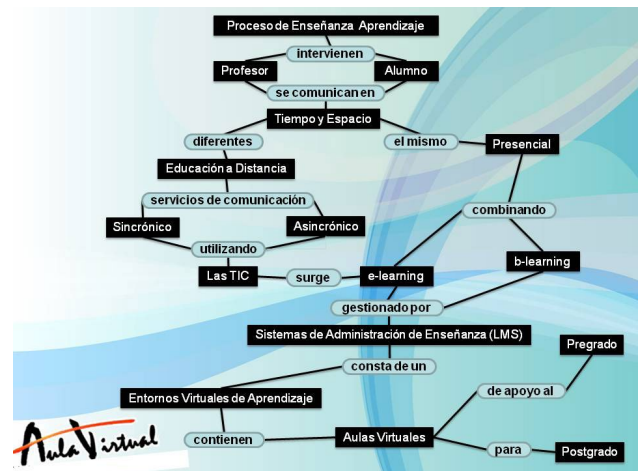 Proceso de Enseñanza Aprendizaje
intervienen
Profesor
Alumno
se comunican en
Tiempo y Espacio
diferentes
el mismo
Presencial
Educación a Distancia
servicios de comunicación
combinando
Sincrónico
Asincrónico
utilizando
Las TIC
surge
e-learning
b-learning
gestionado por
Sistemas de Administración de Enseñanza (LMS)
Pregrado
consta de un
Entornos Virtuales de Aprendizaje
de apoyo al
Aula Virtual
contienen
Aulas Virtuales
para
Postgrado